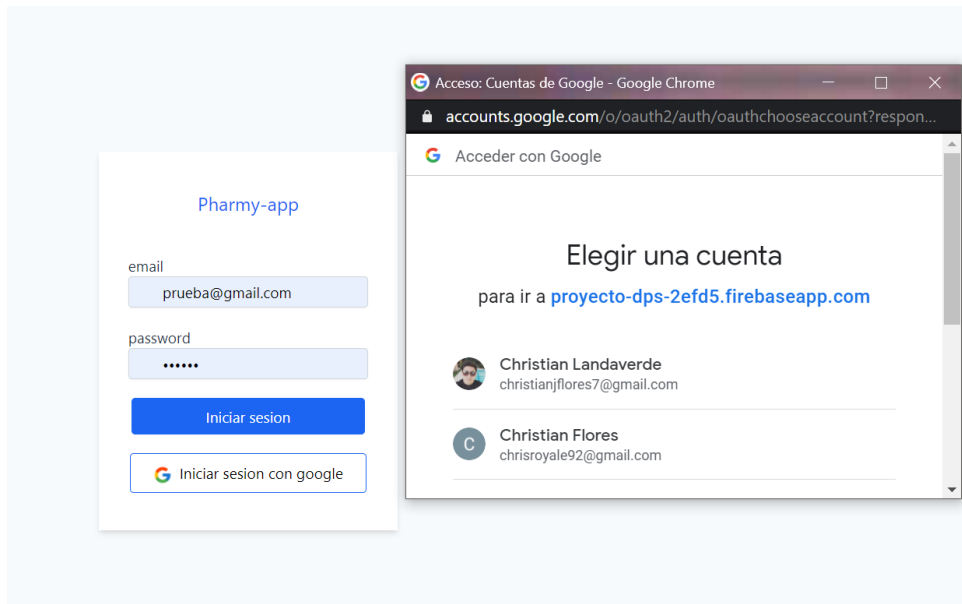 Pharmy-app
email
prueba@gmail.com
password
••••••
Iniciar sesion
Iniciar sesion con google
Acceso: Cuentas de Google - Google Chrome
accounts.google.com/o/oauth2/auth/oauthchooseaccount?respon...
Acceder con Google
Elegir una cuenta
para ir a proyecto-dps-2efd5.firebaseapp.com
Christian Landaverde
christianjflores7@gmail.com
C
Christian Flores
chrisroyale92@gmail.com